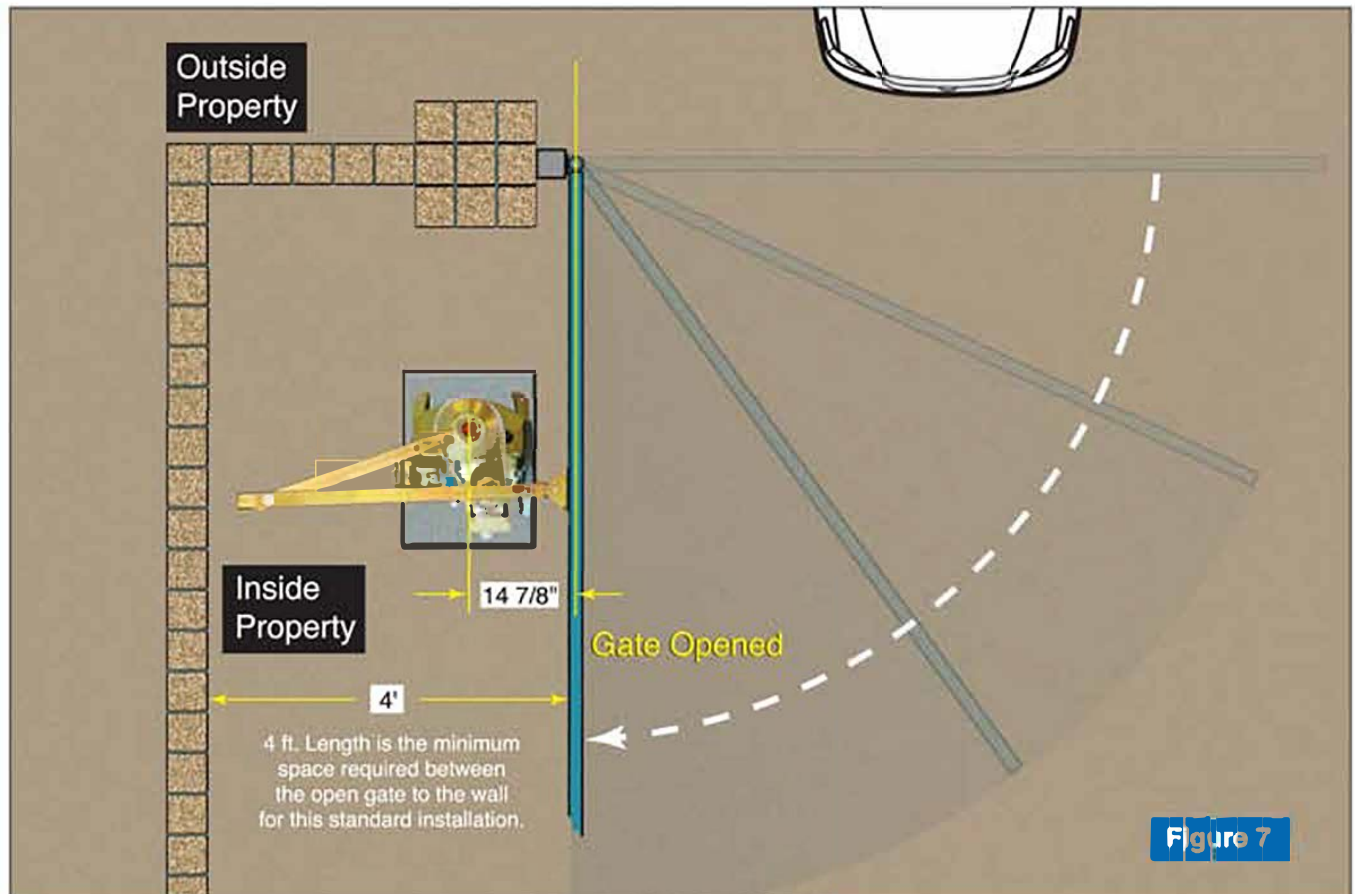 Outside
Property
Inside
Property
14 7/8"
Gate Opened
4'
4 ft. Length is the minimum
space required between
the open gate to the wall
for this standard installation.
Figure 7